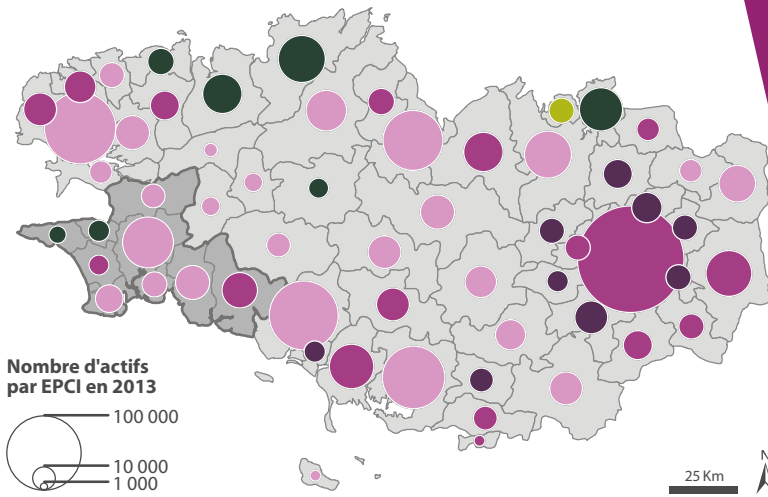 Nombre d'actifs
par EPCI en 2013
100 000
10 000
1 000
25 Km
N